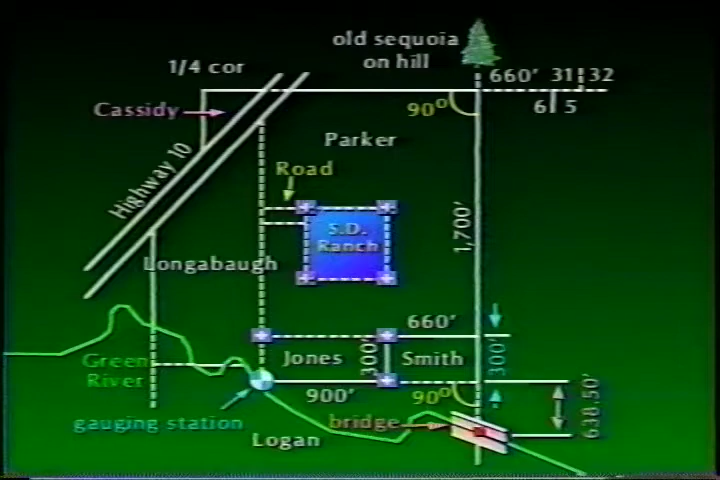 old sequoia
on hill
1/4 cor
660' 31 32
6 5
Cassidy
90°
Parker
Highway 10
Road
S.D.
Ranch
1,700'
Longabaugh
660'
Green
River
Jones
300'
Smith
300'
900'
90°
638.50'
gauging station
bridge
Logan